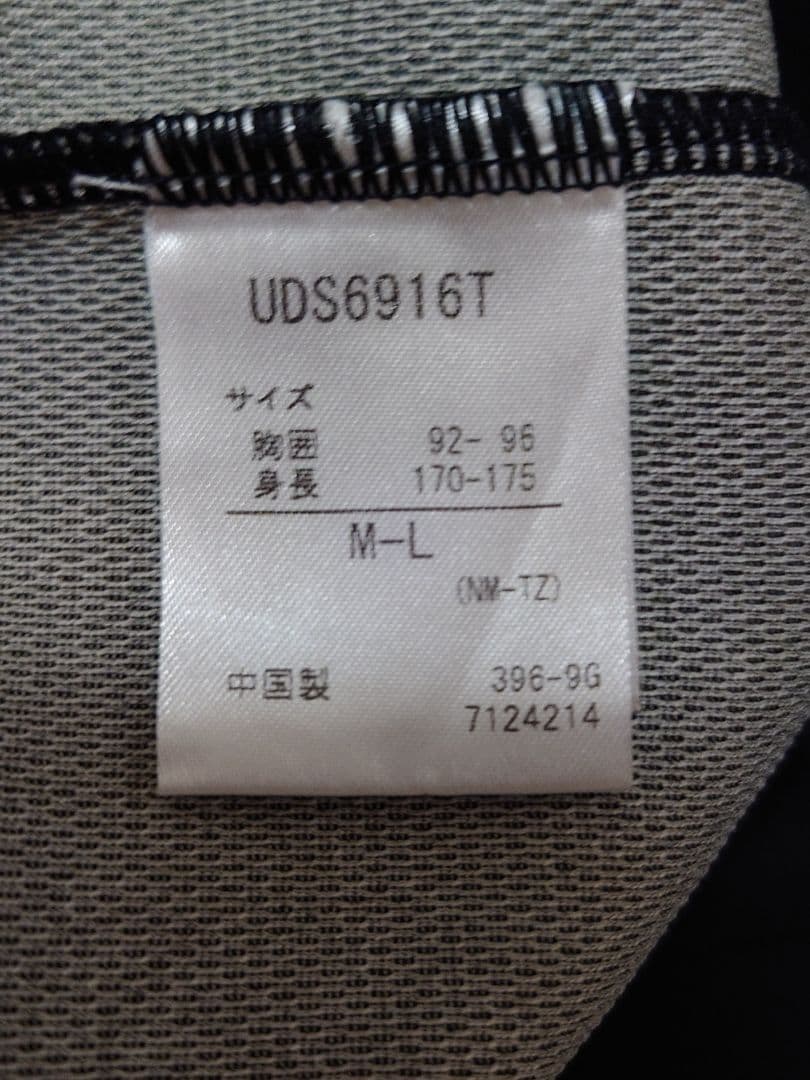 UDS6916T
サイズ
胸囲 92- 96
身長 170-175
M-L
(NM-TZ)
中国製 396-9G
7124214